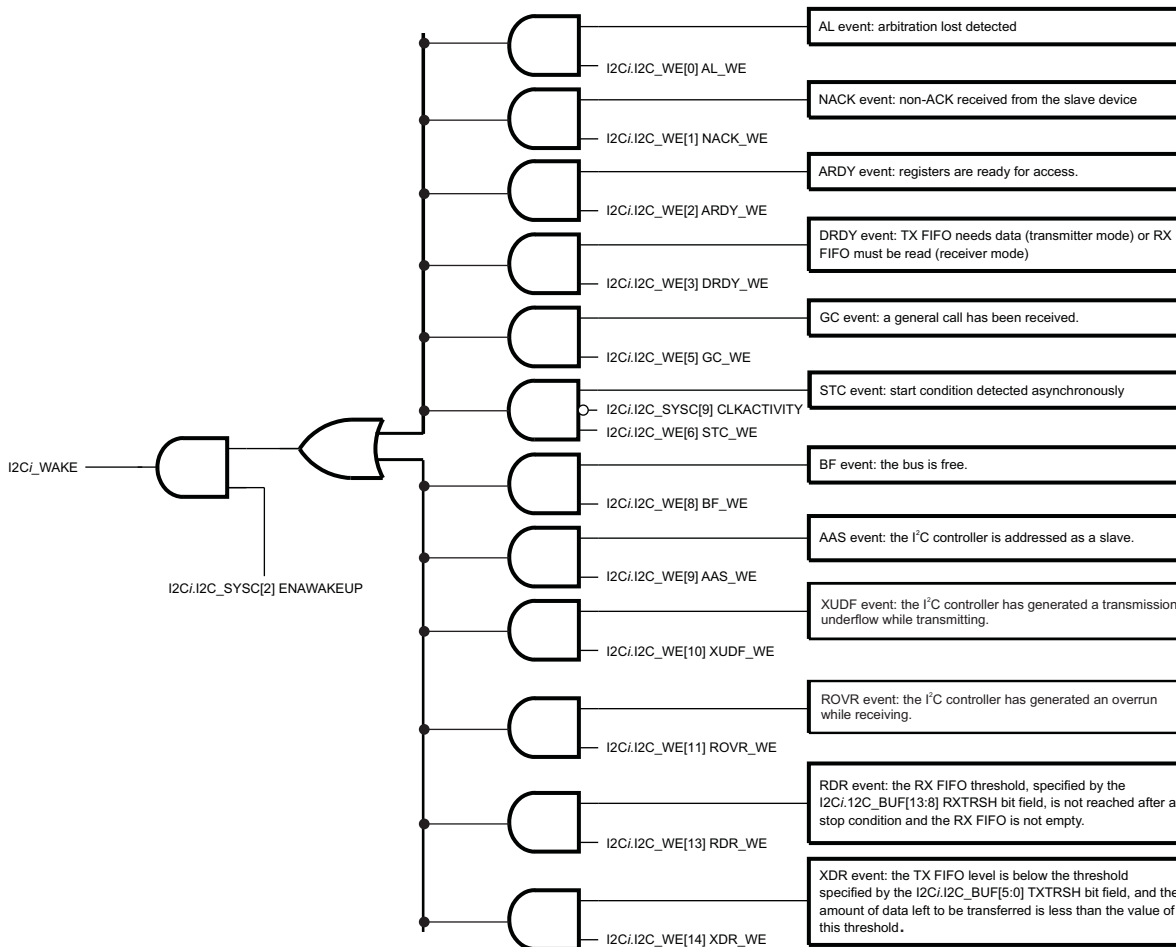 AL event: arbitration lost detected
I2Ci.I2C_WE[0] AL_WE
NACK event: non-ACK received from the slave device
I2Ci.I2C_WE[1] NACK_WE
ARDY event: registers are ready for access.
I2Ci.I2C_WE[2] ARDY_WE
DRDY event: TX FIFO needs data (transmitter mode) or RX
FIFO must be read (receiver mode)
I2Ci.I2C_WE[3] DRDY_WE
GC event: a general call has been received.
I2Ci.I2C_WE[5] GC_WE
STC event: start condition detected asynchronously
I2Ci.I2C_SYSC[9] CLKACTIVITY
I2Ci.I2C_WE[6] STC_WE
I2Ci_WAKE
BF event: the bus is free.
I2Ci.I2C_WE[8] BF_WE
AAS event: the I²C controller is addressed as a slave.
I2Ci.I2C_WE[9] AAS_WE
I2Ci.I2C_SYSC[2] ENAWAKEUP
XUDF event: the I²C controller has generated a transmission
underflow while transmitting.
I2Ci.I2C_WE[10] XUDF_WE
ROVR event: the I²C controller has generated an overrun
while receiving.
I2Ci.I2C_WE[11] ROVR_WE
RDR event: the RX FIFO threshold, specified by the
I2Ci.12C_BUF[13:8] RXTRSH bit field, is not reached after a
stop condition and the RX FIFO is not empty.
I2Ci.I2C_WE[13] RDR_WE
XDR event: the TX FIFO level is below the threshold
specified by the I2Ci.I2C_BUF[5:0] TXTRSH bit field, and the
amount of data left to be transferred is less than the value of
this threshold.
I2Ci.I2C_WE[14] XDR_WE